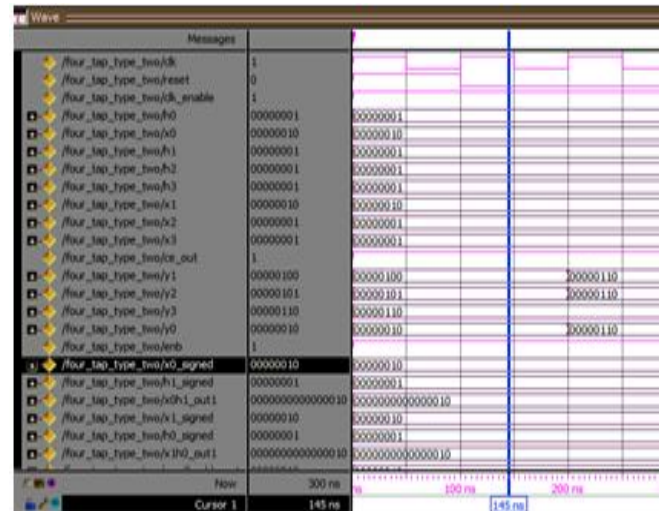 Wave
Messages
/four_tap_type_two/clk 1
/four_tap_type_two/reset 0
/four_tap_type_two/clk_enable 1
/four_tap_type_two/h0 00000001 00000001
/four_tap_type_two/x0 00000010 00000010
/four_tap_type_two/h1 00000001 00000001
/four_tap_type_two/h2 00000001 00000001
/four_tap_type_two/h3 00000001 00000001
/four_tap_type_two/x1 00000010 00000010
/four_tap_type_two/x2 00000001 00000001
/four_tap_type_two/x3 00000001 00000001
/four_tap_type_two/ce_out 1
/four_tap_type_two/y1 00000100 00000100 00000110
/four_tap_type_two/y2 00000101 00000101 00000110
/four_tap_type_two/y3 00000110 00000110
/four_tap_type_two/y0 00000010 00000010 00000110
/four_tap_type_two/enb 1
/four_tap_type_two/x0_signed 00000010 00000010
/four_tap_type_two/h1_signed 00000001 00000001
/four_tap_type_two/x0h1_out1 0000000000000010 0000000000000010
/four_tap_type_two/x1_signed 00000010 00000010
/four_tap_type_two/h0_signed 00000001 00000001
/four_tap_type_two/x1h0_out1 0000000000000010 0000000000000010
Now 300 ns ns 100 ns 200 ns
Cursor 1 145 ns 145 ns